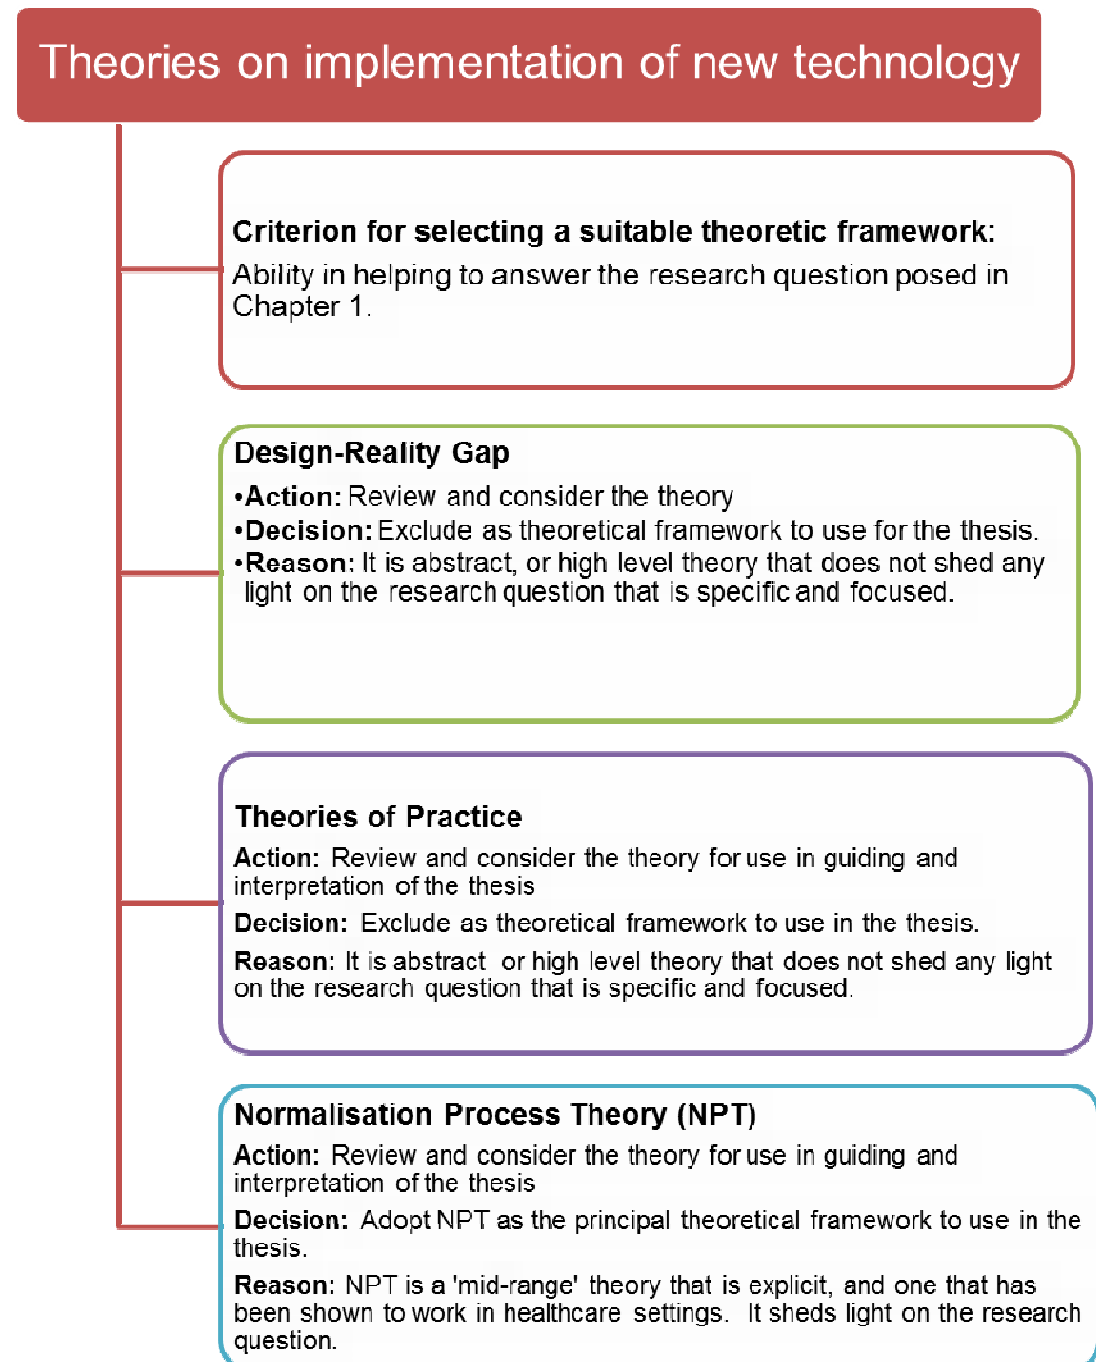 Theories on implementation of new technology
Criterion for selecting a suitable theoretic framework:
Ability in helping to answer the research question posed in
Chapter 1.
Design-Reality Gap
•Action: Review and consider the theory
•Decision: Exclude as theoretical framework to use for the thesis.
•Reason: It is abstract, or high level theory that does not shed any
light on the research question that is specific and focused.
Theories of Practice
Action: Review and consider the theory for use in guiding and
interpretation of the thesis
Decision: Exclude as theoretical framework to use in the thesis.
Reason: It is abstract or high level theory that does not shed any light
on the research question that is specific and focused.
Normalisation Process Theory (NPT)
Action: Review and consider the theory for use in guiding and
interpretation of the thesis
Decision: Adopt NPT as the principal theoretical framework to use in the
thesis.
Reason: NPT is a 'mid-range' theory that is explicit, and one that has
been shown to work in healthcare settings. It sheds light on the research
question.